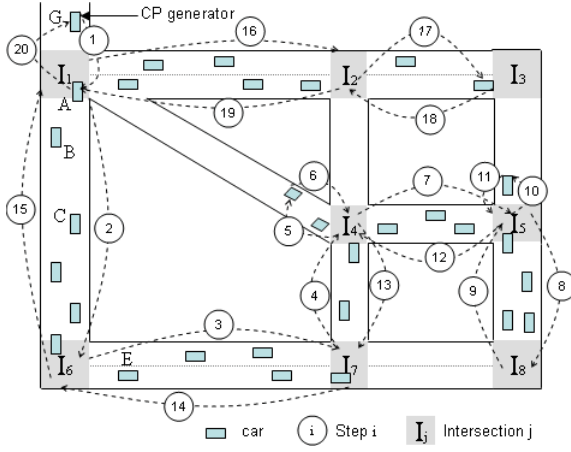 G CP generator
20 1 16 17
I1 I2 I3
A 19 18
B
6 7 11 10
15 C 2 5 I4 I5
12
4 13 9 8
3
I6 E I7 I8
14
car i Step i Ij Intersection j